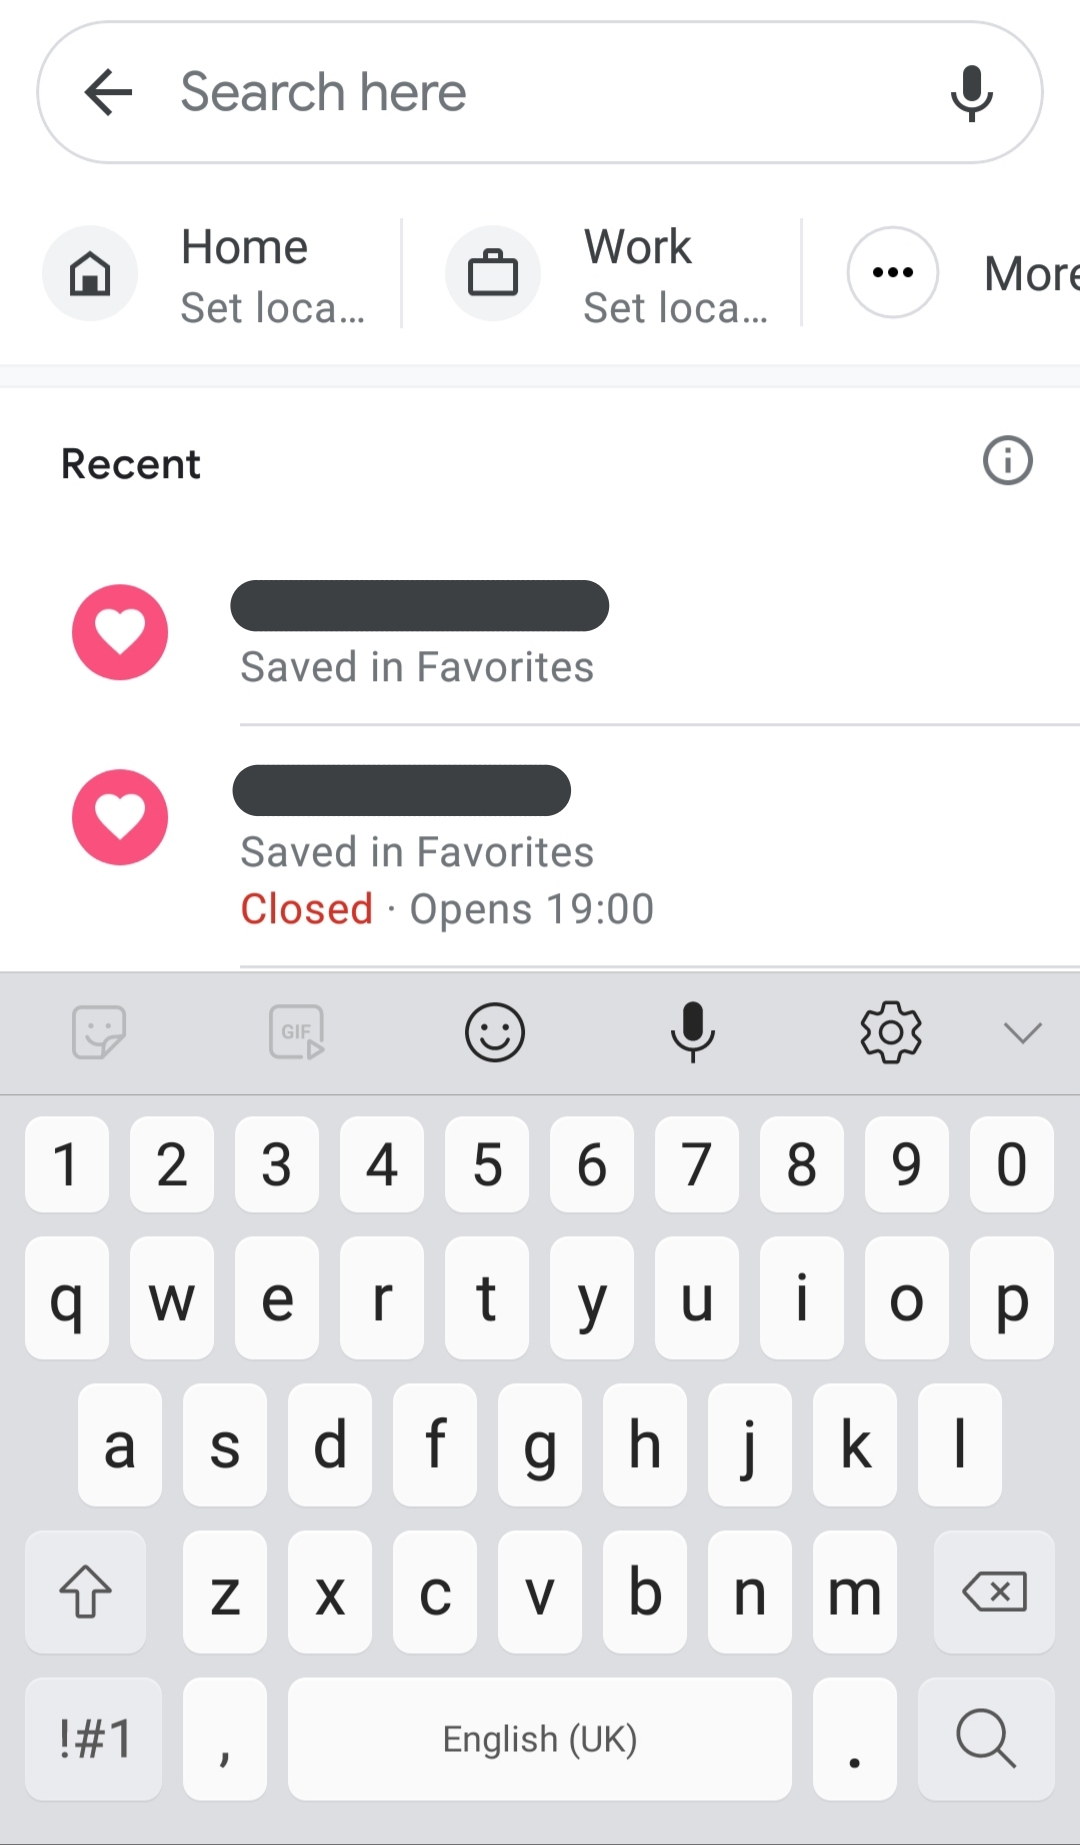 Search here
Home
Set loca...
Work
Set loca...
More
Recent
Saved in Favorites
Saved in Favorites
Closed · Opens 19:00
GIF
1 2 3 4 5 6 7 8 9 0
q w e r t y u i o p
a s d f g h j k l
z x c v b n m
!#1 , English (UK) .